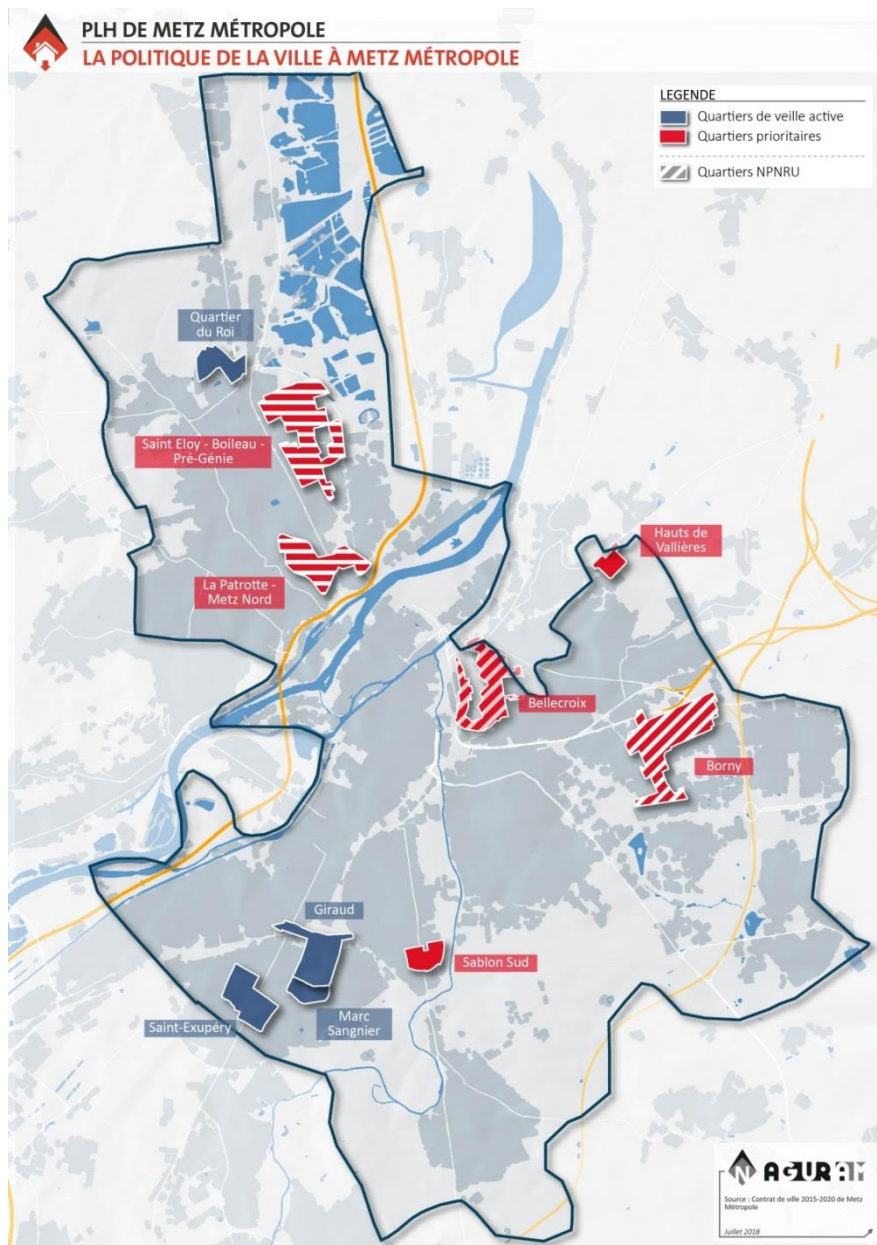 PLH DE METZ MÉTROPOLE
LA POLITIQUE DE LA VILLE À METZ MÉTROPOLE
LEGENDE
Quartiers de veille active
Quartiers prioritaires
Quartiers NPNRU
Quartier
du Roi
Saint Eloy - Boileau -
Pré-Génie
Hauts de
Vallières
La Patrotte -
Metz Nord
Bellecroix
Borny
Giraud
Sablon Sud
Saint-Exupéry
Marc
Sangnier
N AGURAM
Source : Contrat de ville 2015-2020 de Metz
Métropole
Juillet 2018